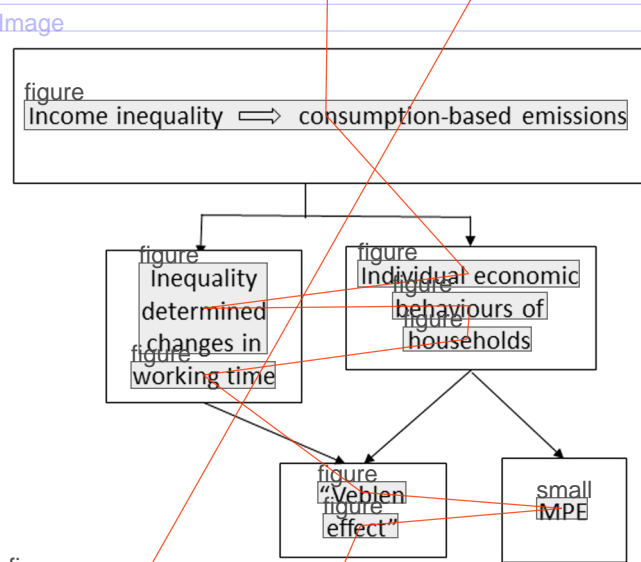 Image
figure
Income inequality ⇨ consumption-based emissions
figure
Inequality
determined
changes in
figure
working time
figure
Individual economic
figure
behaviours of
figure
households
figure
“Veblen
figure
effect”
small
MPE